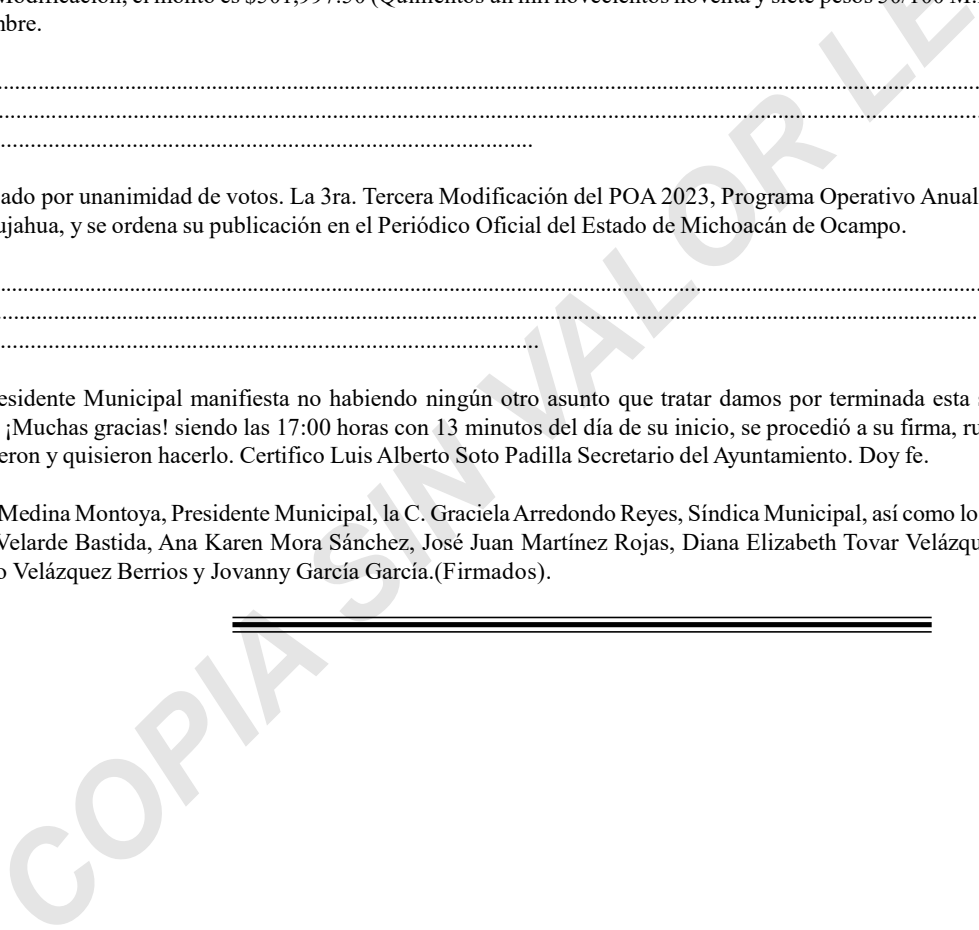 Modificación, el monto es $501,997.50 (Quinientos un mil novecientos noventa y siete pesos 50/100
mbre.
ado por unanimidad de votos. La 3ra. Tercera Modificación del POA 2023, Programa Operativo Anual
ujahua, y se ordena su publicación en el Periódico Oficial del Estado de Michoacán de Ocampo.
esidente Municipal manifiesta no habiendo ningún otro asunto que tratar damos por terminada esta s
¡Muchas gracias! siendo las 17:00 horas con 13 minutos del día de su inicio, se procedió a su firma, ru
eron y quisieron hacerlo. Certifico Luis Alberto Soto Padilla Secretario del Ayuntamiento. Doy fe.
Medina Montoya, Presidente Municipal, la C. Graciela Arredondo Reyes, Síndica Municipal, así como lo
Velarde Bastida, Ana Karen Mora Sánchez, José Juan Martínez Rojas, Diana Elizabeth Tovar Velázqu
o Velázquez Berrios y Jovanny García García.(Firmados).
COPIA SIN VALOR LE